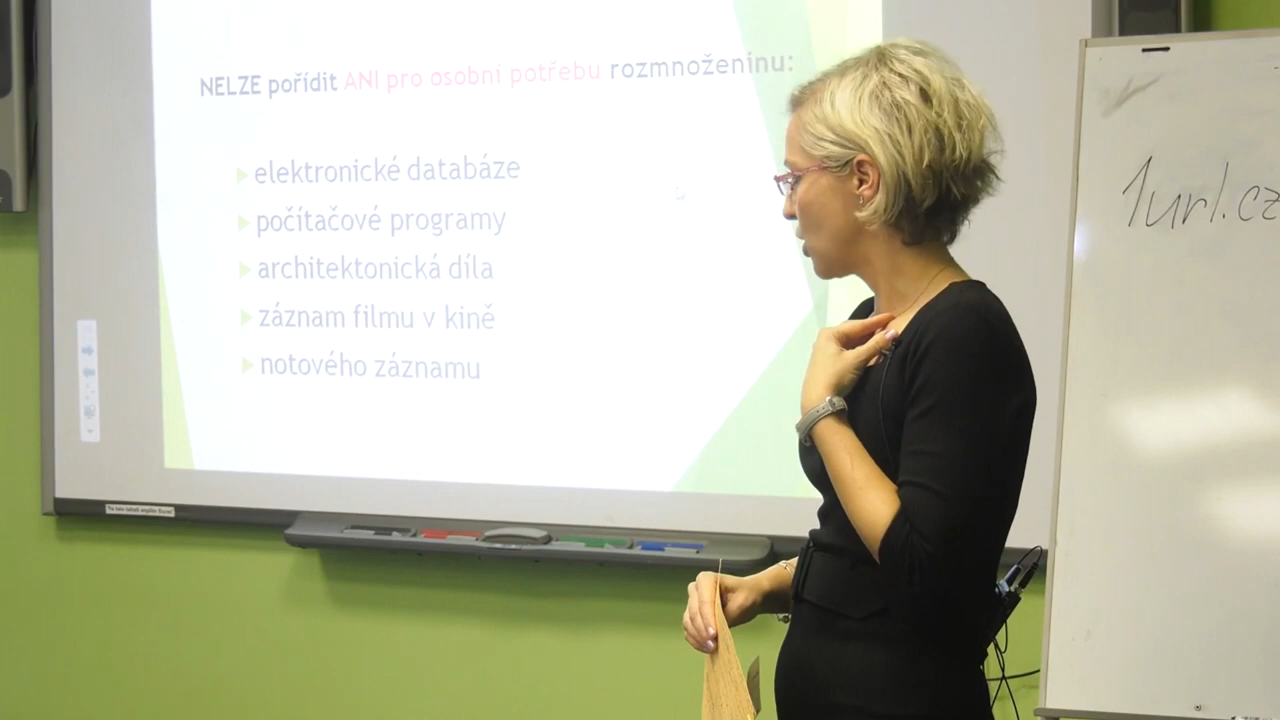 NELZE pořídit ANI pro osobní potřebu rozmnoženinu:
elektronické databáze
počítačové programy
architektonická díla
záznam filmu v kině
notového záznamu
1url.cz